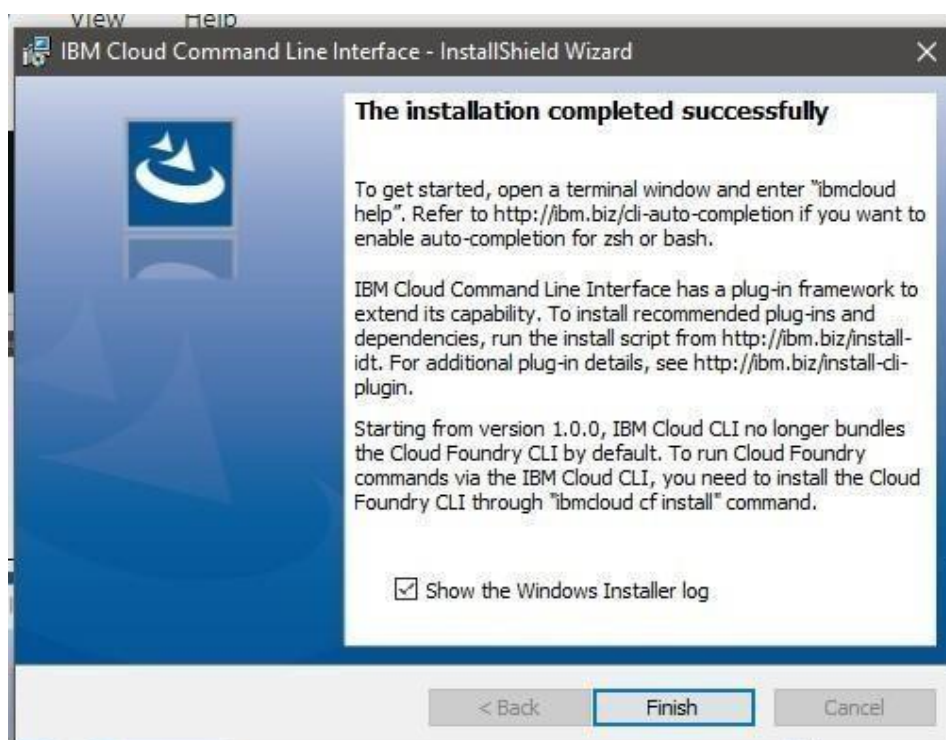 View Help
IBM Cloud Command Line Interface - InstallShield Wizard
The installation completed successfully
To get started, open a terminal window and enter "ibmcloud
help". Refer to http://ibm.biz/cli-auto-completion if you want to
enable auto-completion for zsh or bash.
IBM Cloud Command Line Interface has a plug-in framework to
extend its capability. To install recommended plug-ins and
dependencies, run the install script from http://ibm.biz/install-
idt. For additional plug-in details, see http://ibm.biz/install-cli-
plugin.
Starting from version 1.0.0, IBM Cloud CLI no longer bundles
the Cloud Foundry CLI by default. To run Cloud Foundry
commands via the IBM Cloud CLI, you need to install the Cloud
Foundry CLI through "ibmcloud cf install" command.
Show the Windows Installer log
< Back Finish Cancel